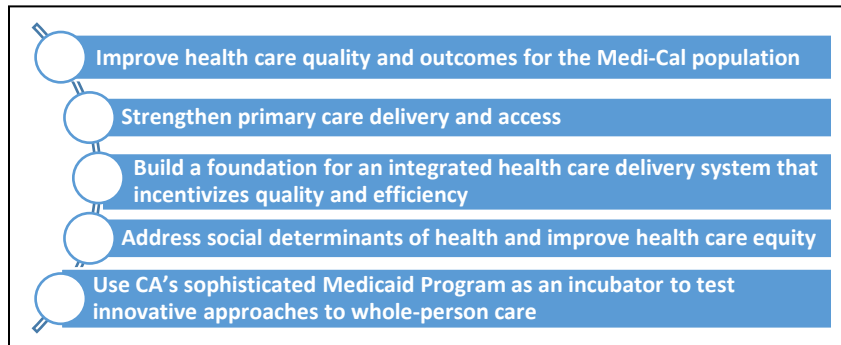 Improve health care quality and outcomes for the Medi-Cal population
Strengthen primary care delivery and access
Build a foundation for an integrated health care delivery system that
incentivizes quality and efficiency
Address social determinants of health and improve health care equity
Use CA's sophisticated Medicaid Program as an incubator to test
innovative approaches to whole-person care